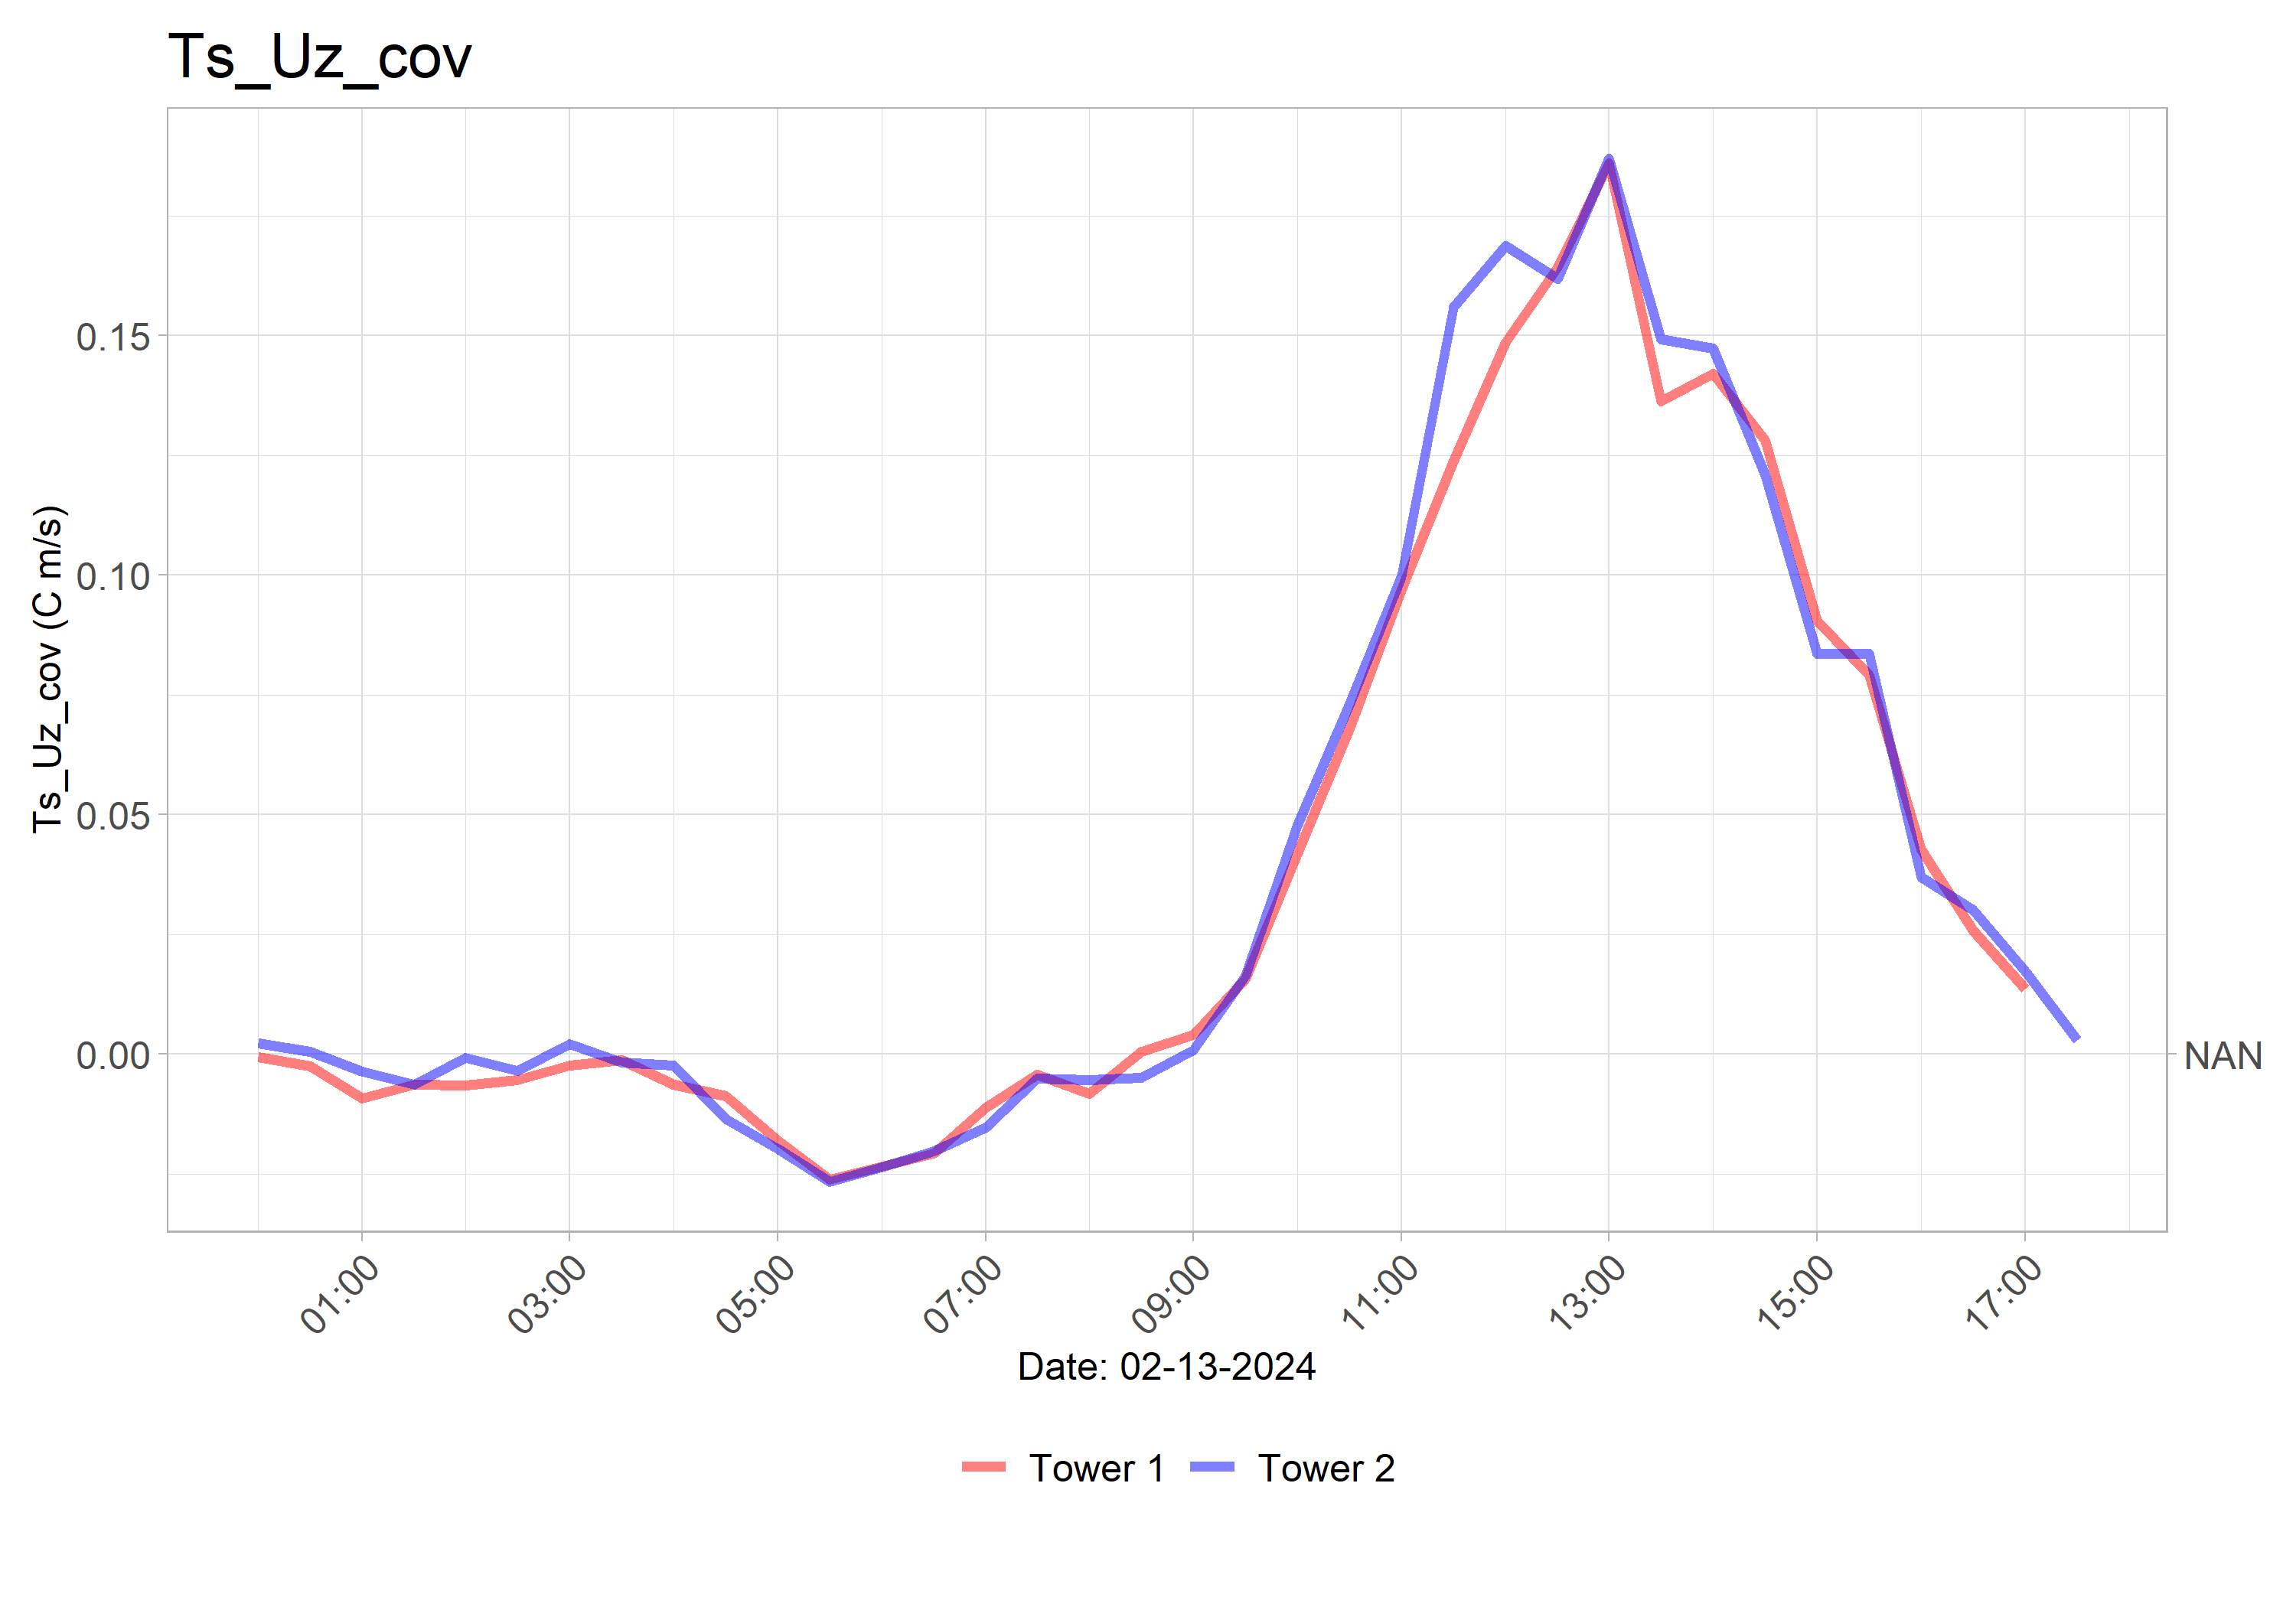 Ts_Uz_cov
Ts_Uz_cov (C m/s)
0.15
0.10
0.05
0.00
NAN
01:00
03:00
05:00
07:00
09:00
11:00
13:00
15:00
17:00
Date: 02-13-2024
Tower 1
Tower 2